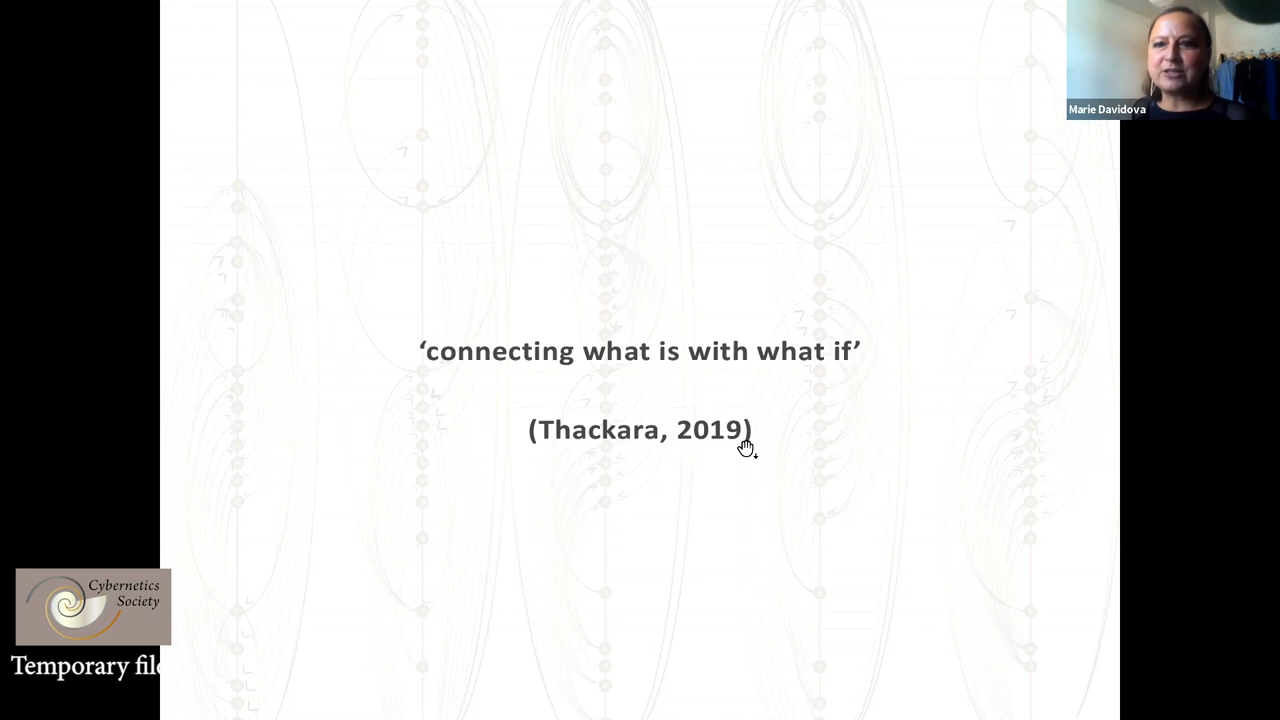 Marie Davidova
‘connecting what is with what if’
(Thackara, 2019)
Cybernetics
Society
Temporary file